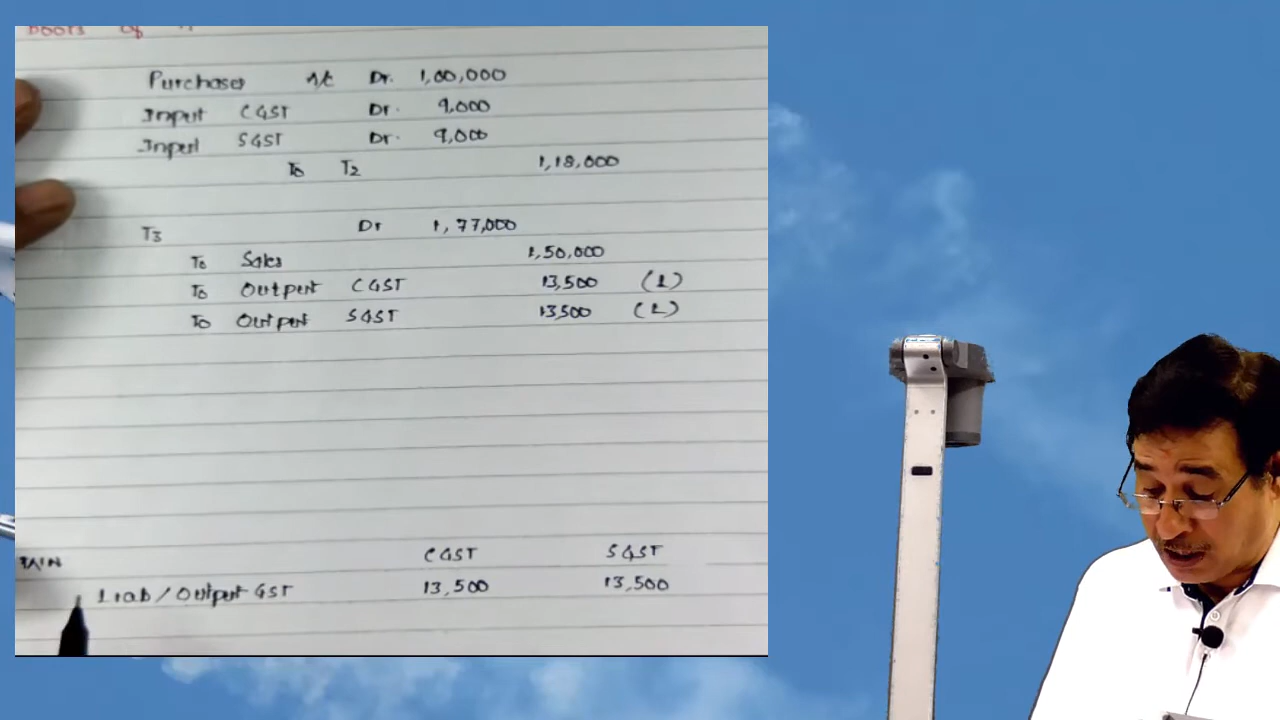 Books of
Purchases A/c Dr. 1,00,000
Input CGST Dr. 9,000
Input SGST Dr. 9,000
To T2 1,18,000
T3 Dr 1,77,000
To Sales 1,50,000
To Output CGST 13,500 (L)
To Output SGST 13,500 (L)
CGST SGST
Liab/Output GST 13,500 13,500